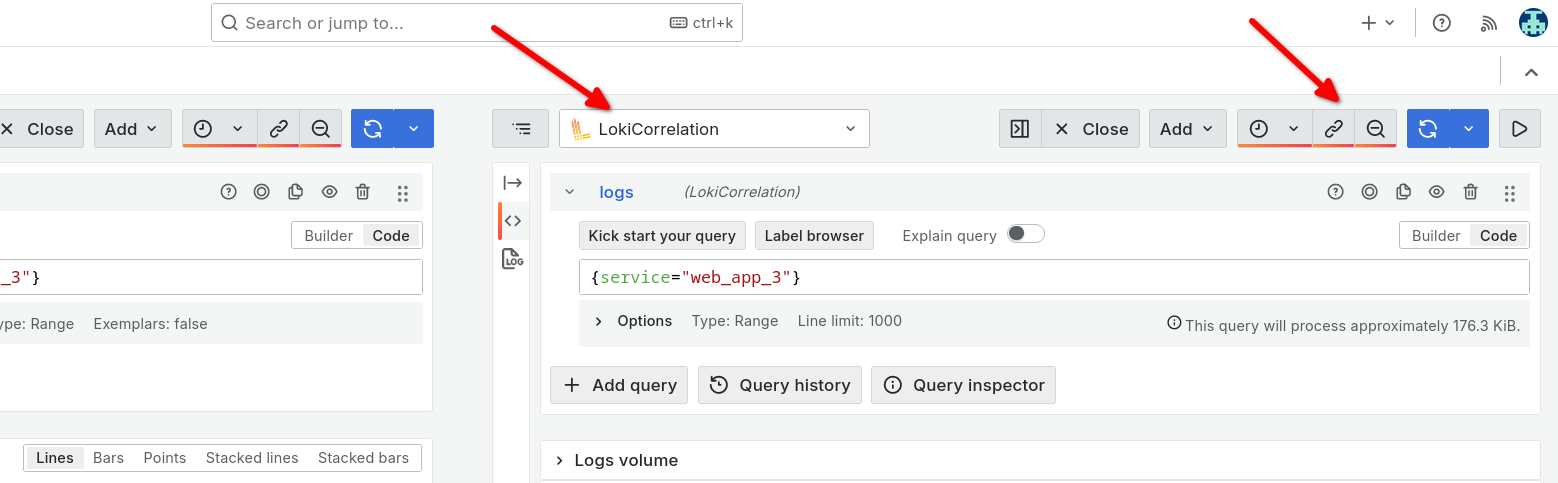 Search or jump to... ctrl+k
Close Add LokiCorrelation Close Add
logs (LokiCorrelation)
Builder Code Kick start your query Label browser Explain query Builder Code
_3"} {service="web_app_3"}
ype: Range Exemplars: false Options Type: Range Line limit: 1000 This query will process approximately 176.3 KiB.
LOG
Add query Query history Query inspector
Lines Bars Points Stacked lines Stacked bars Logs volume